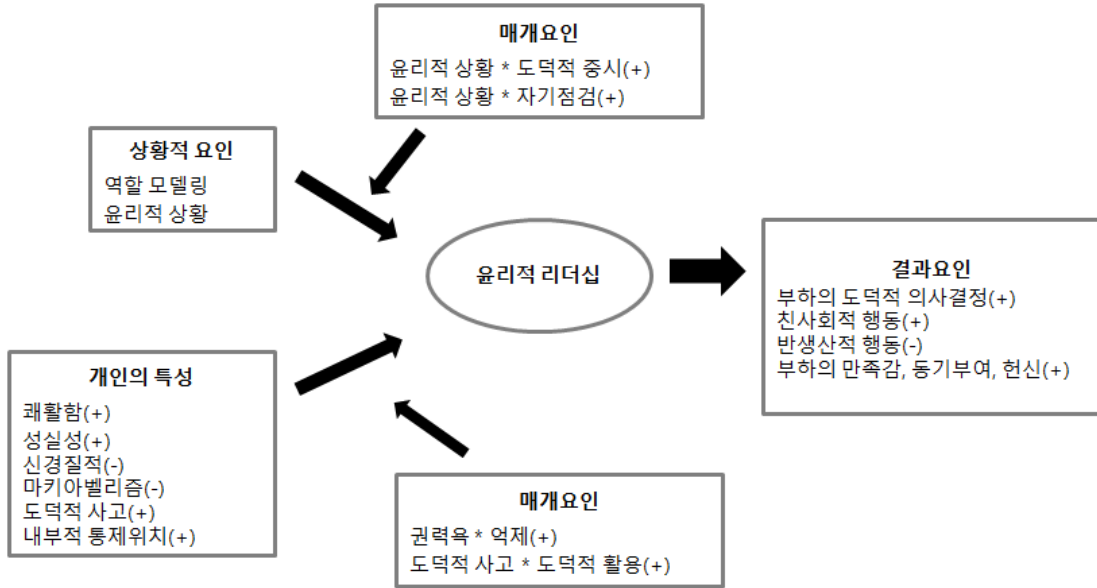 매개요인
윤리적 상황 * 도덕적 중시(+)
윤리적 상황 * 자기점검(+)
상황적 요인
역할 모델링
윤리적 상황
윤리적 리더십
결과요인
부하의 도덕적 의사결정(+)
친사회적 행동(+)
반생산적 행동(-)
부하의 만족감, 동기부여, 헌신(+)
개인의 특성
쾌활함(+)
성실성(+)
신경질적(-)
마키아벨리즘(-)
도덕적 사고(+)
내부적 통제위치(+)
매개요인
권력욕 * 억제(+)
도덕적 사고 * 도덕적 활용(+)